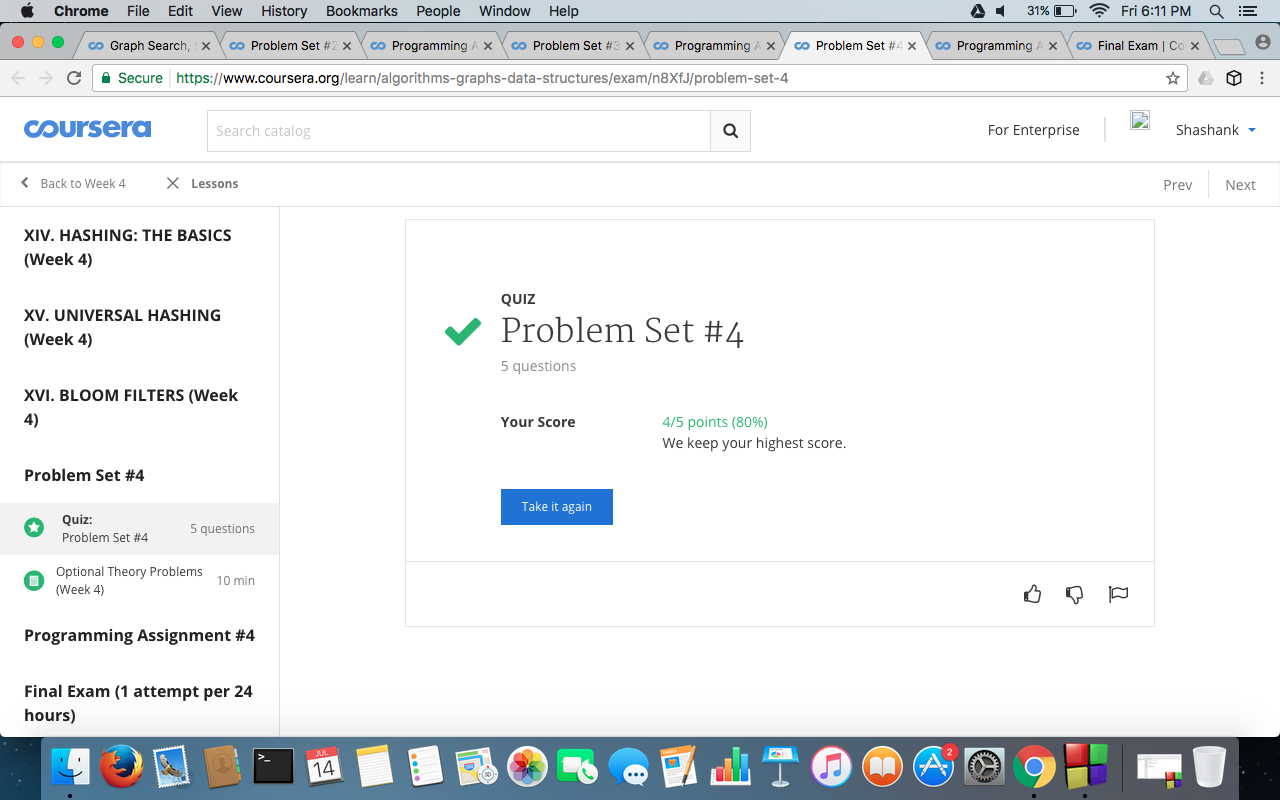 Chrome File Edit View History Bookmarks People Window Help 31% Fri 6:11 PM
Graph Search, Problem Set #2 Programming A Problem Set #3 Programming A Problem Set #4 Programming A Final Exam | Co
Secure https://www.coursera.org/learn/algorithms-graphs-data-structures/exam/n8XfJ/problem-set-4
coursera Search catalog For Enterprise Shashank
Back to Week 4 Lessons Prev Next
XIV. HASHING: THE BASICS
(Week 4)
XV. UNIVERSAL HASHING
(Week 4)
XVI. BLOOM FILTERS (Week
4)
Problem Set #4
Quiz:
Problem Set #4 5 questions
Optional Theory Problems
(Week 4) 10 min
Programming Assignment #4
Final Exam (1 attempt per 24
hours)
QUIZ
Problem Set #4
5 questions
Your Score 4/5 points (80%)
We keep your highest score.
Take it again
>_
JUL
14
30
2